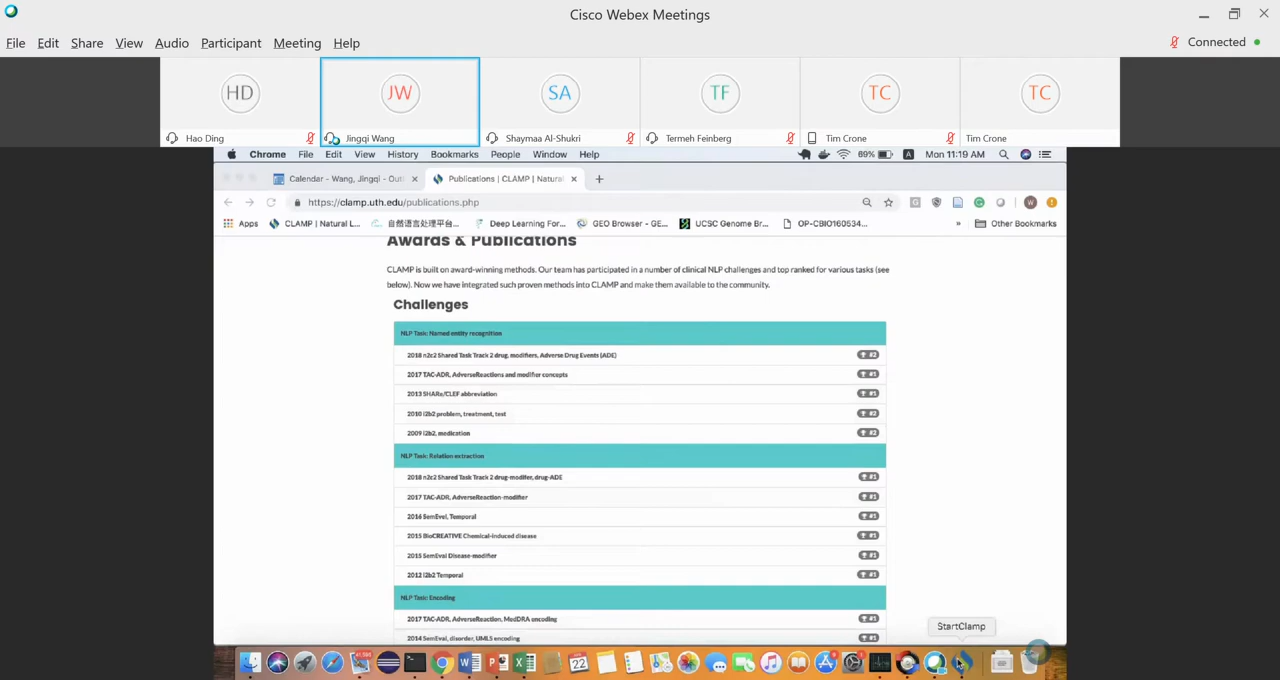 Cisco Webex Meetings
File Edit Share View Audio Participant Meeting Help
Connected
HD JW SA TF TC TC
Hao Ding Jingqi Wang Shaymaa Al-Shukri Termeh Feinberg Tim Crone Tim Crone
Chrome File Edit View History Bookmarks People Window Help 69% A Mon 11:19 AM
Calendar - Wang, Jingqi - Out Publications | CLAMP | Natural
https://clamp.uth.edu/publications.php
Apps CLAMP | Natural L... 自然语言处理平台... Deep Learning For... GEO Browser - GE... UCSC Genome Br... OP-CBIO160534... » Other Bookmarks
Awards & Publications
CLAMP is built on award-winning methods. Our team has participated in a number of clinical NLP challenges and top ranked for various tasks (see
below). Now we have integrated such proven methods into CLAMP and make them available to the community.
Challenges
NLP Task: Named entity recognition
2018 n2c2 Shared Task Track 2 drug, modifiers, Adverse Drug Events (ADE) #2
2017 TAC-ADR, AdverseReactions and modifier concepts #1
2013 SHARe/CLEF abbreviation #1
2010 i2b2 problem, treatment, test #2
2009 i2b2, medication #2
NLP Task: Relation extraction
2018 n2c2 Shared Task Track 2 drug-modifer, drug-ADE #1
2017 TAC-ADR, AdverseReaction-modifier #1
2016 SemEval, Temporal #1
2015 BioCREATIVE Chemical-induced disease #1
2015 SemEval Disease-modifier #1
2012 i2b2 Temporal #1
NLP Task: Encoding
2017 TAC-ADR, AdverseReaction, MedDRA encoding #1
2014 SemEval, disorder, UMLS encoding #1
StartClamp
22